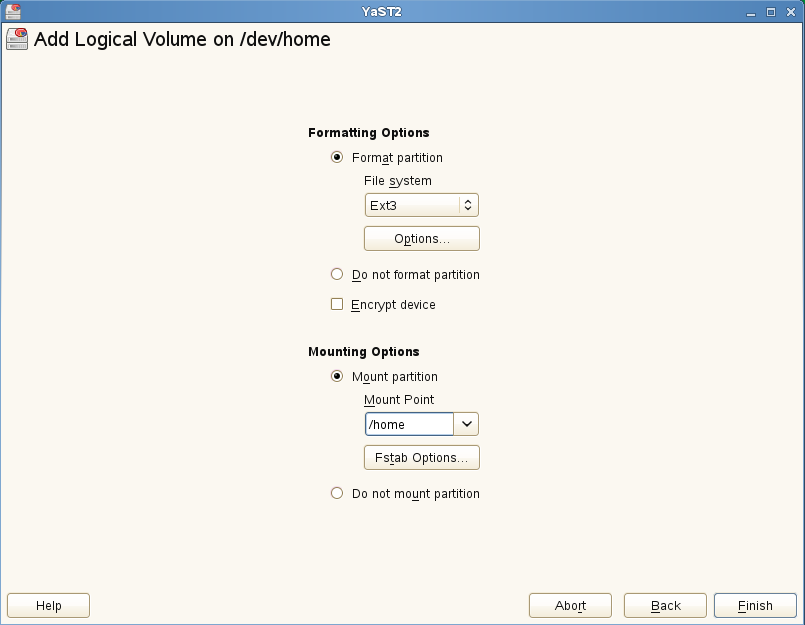 YaST2
Add Logical Volume on /dev/home
Formatting Options
Format partition
File system
Ext3
Options...
Do not format partition
Encrypt device
Mounting Options
Mount partition
Mount Point
/home
Fstab Options...
Do not mount partition
Help Abort Back Finish